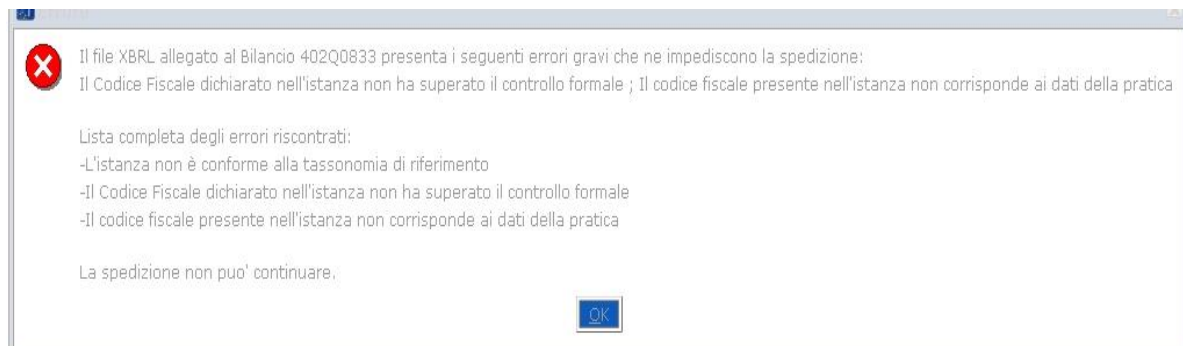 Il file XBRL allegato al Bilancio 402Q0833 presenta i seguenti errori gravi che ne impediscono la spedizione:
Il Codice Fiscale dichiarato nell'istanza non ha superato il controllo formale ; Il codice fiscale presente nell'istanza non corrisponde ai dati della pratica
Lista completa degli errori riscontrati:
-L'istanza non è conforme alla tassonomia di riferimento
-Il Codice Fiscale dichiarato nell'istanza non ha superato il controllo formale
-Il codice fiscale presente nell'istanza non corrisponde ai dati della pratica
La spedizione non puo' continuare.
OK